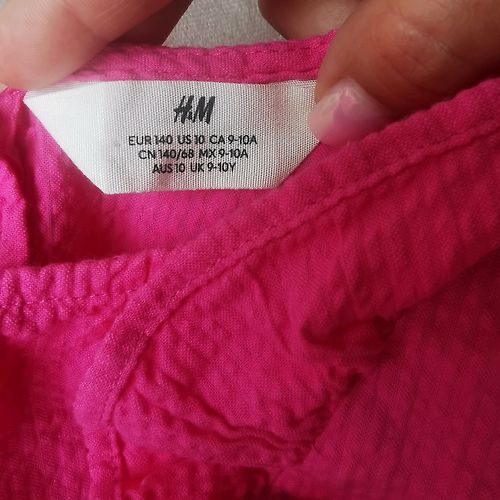 H&M
EUR 140 US 10 CA 9-10A
CN 140/68 MX 9-10A
AUS 10 UK 9-10Y